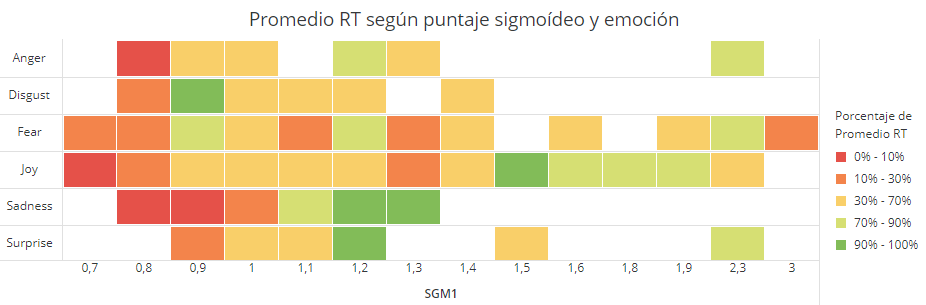 Promedio RT según puntaje sigmoídeo y emoción
Anger
Disgust
Fear
Joy
Sadness
Surprise
0,7 0,8 0,9 1 1,1 1,2 1,3 1,4 1,5 1,6 1,8 1,9 2,3 3
SGM1
Porcentaje de
Promedio RT
0% - 10%
10% - 30%
30% - 70%
70% - 90%
90% - 100%